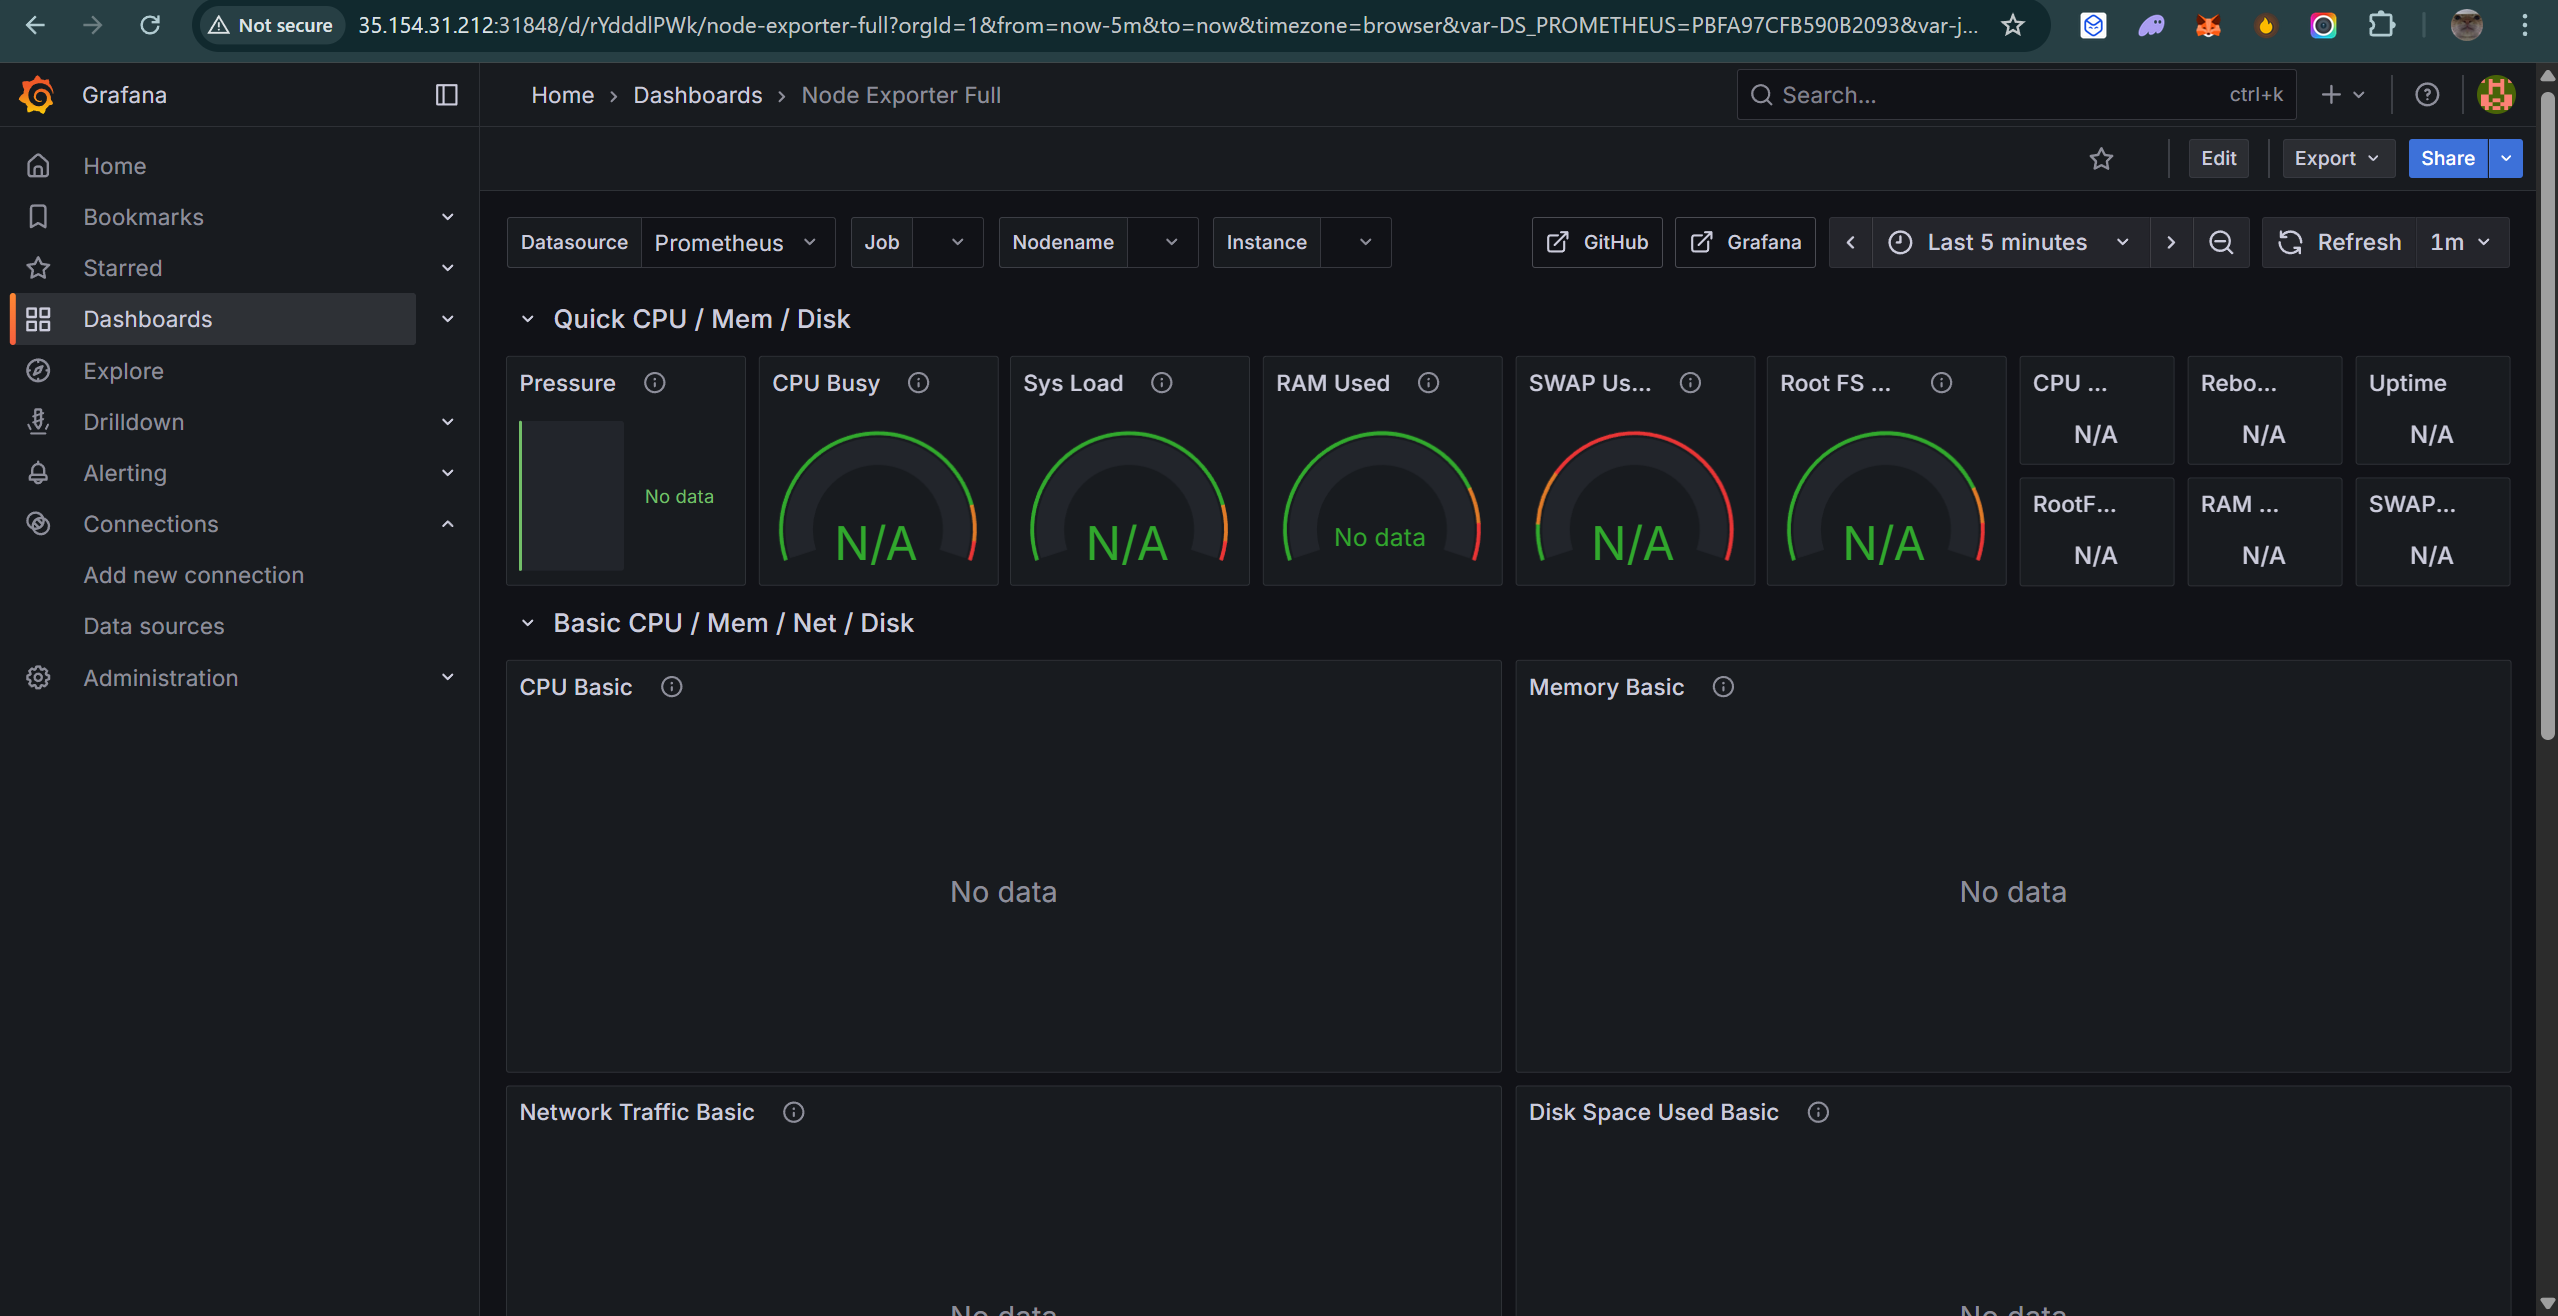 Not secure
35.154.31.212:31848/d/rYdddlPWk/node-exporter-full?orgId=1&from=now-5m&to=now&timezone=browser&var-DS_PROMETHEUS=PBFA97CFB590B2093&var-j...
Grafana
Home › Dashboards › Node Exporter Full
Search...
ctrl+k
Home
Bookmarks
Starred
Dashboards
Explore
Drilldown
Alerting
Connections
Add new connection
Data sources
Administration
Edit
Export
Share
Datasource Prometheus
Job
Nodename
Instance
GitHub
Grafana
Last 5 minutes
Refresh
1m
Quick CPU / Mem / Disk
Pressure
No data
CPU Busy
N/A
Sys Load
N/A
RAM Used
No data
SWAP Us...
N/A
Root FS ...
N/A
CPU ...
N/A
Rebo...
N/A
Uptime
N/A
RootF...
N/A
RAM ...
N/A
SWAP...
N/A
Basic CPU / Mem / Net / Disk
CPU Basic
No data
Memory Basic
No data
Network Traffic Basic
No data
Disk Space Used Basic
No data